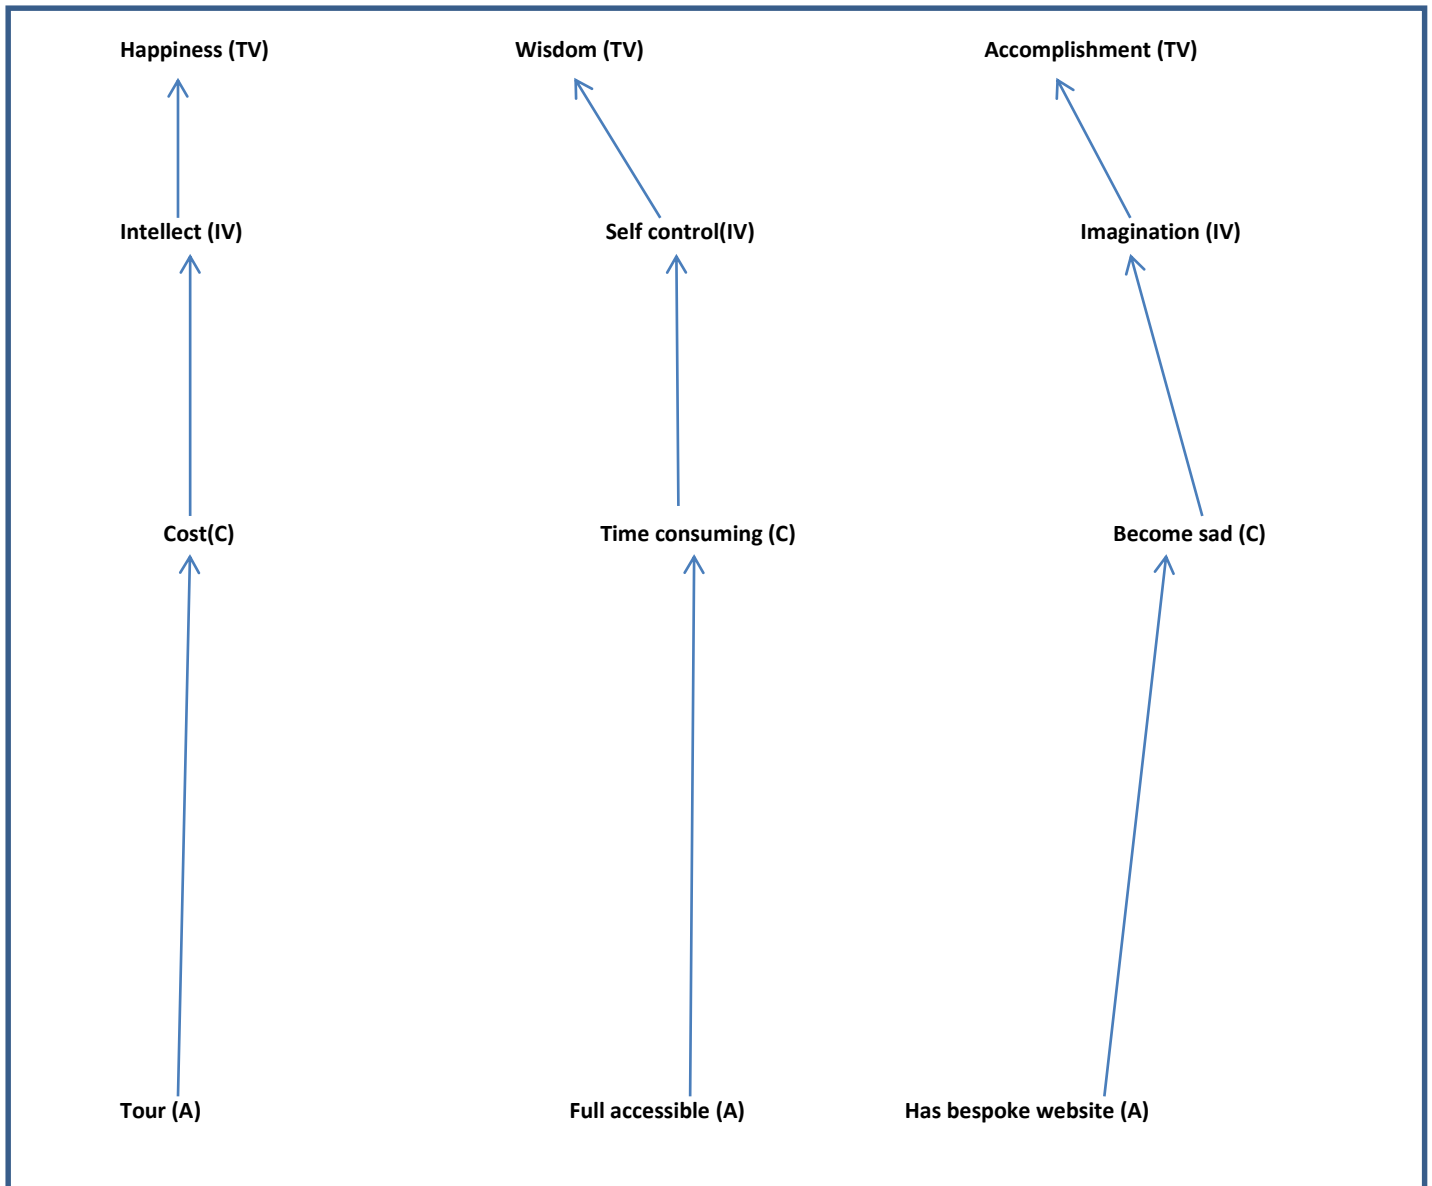 Happiness (TV) Wisdom (TV) Accomplishment (TV)
Intellect (IV) Self control(IV) Imagination (IV)
Cost(C) Time consuming (C) Become sad (C)
Tour (A) Full accessible (A) Has bespoke website (A)